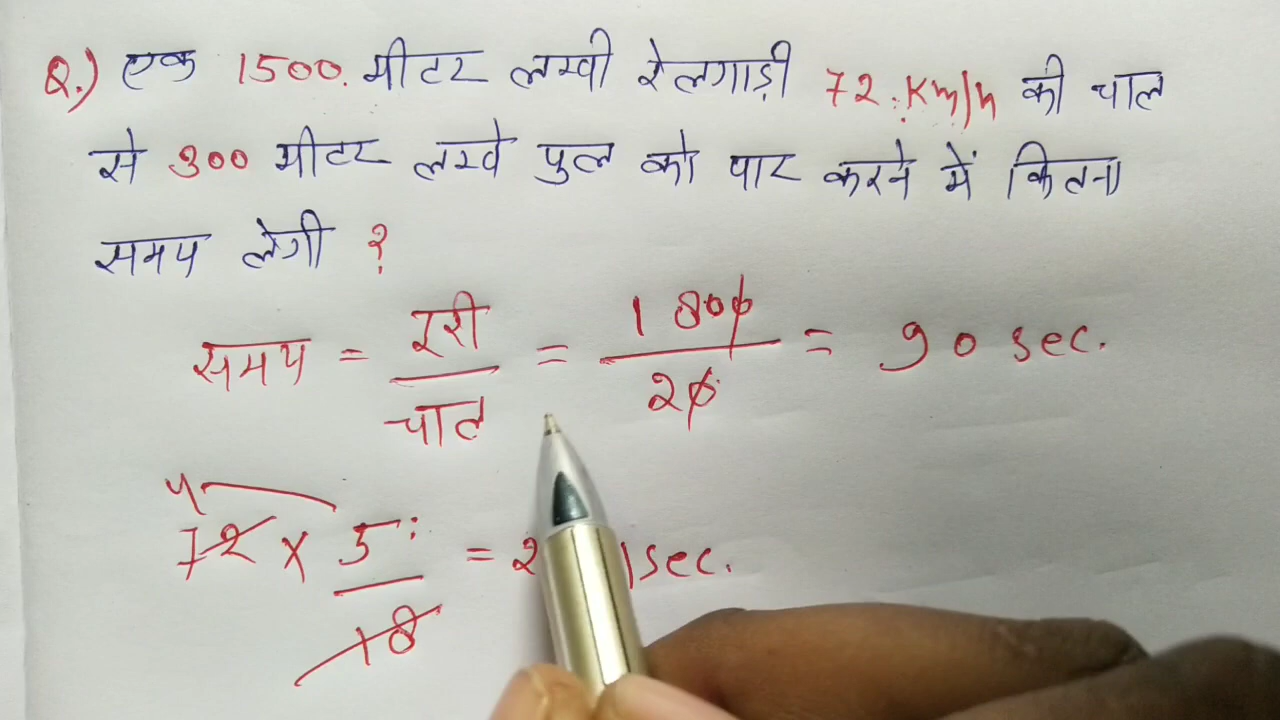 Q.) एक 1500 मीटर लम्बी रेलगाड़ी 72 Km/h की चाल
से 300 मीटर लम्बे पुल को पार करने में कितना
समय लेगी ?
समय = दूरी / चाल = 1800 / 20 = 90 sec.
4
72 × 5 / 18 = 2 /sec.